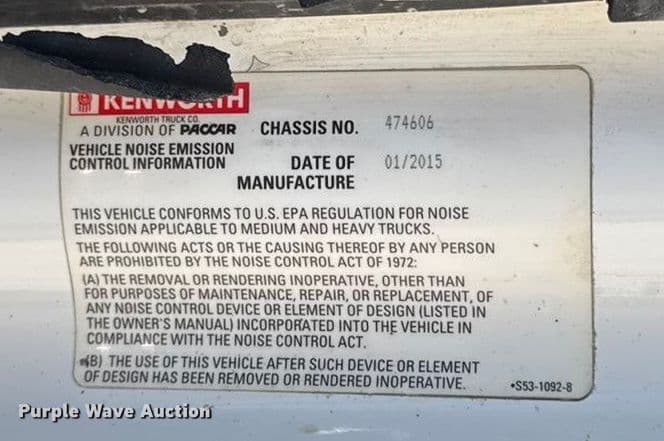 KENWORTH
KENWORTH TRUCK CO.
A DIVISION OF PACCAR
CHASSIS NO. 474606
VEHICLE NOISE EMISSION
CONTROL INFORMATION
DATE OF
MANUFACTURE
01/2015
THIS VEHICLE CONFORMS TO U.S. EPA REGULATION FOR NOISE
EMISSION APPLICABLE TO MEDIUM AND HEAVY TRUCKS.
THE FOLLOWING ACTS OR THE CAUSING THEREOF BY ANY PERSON
ARE PROHIBITED BY THE NOISE CONTROL ACT OF 1972:
(A) THE REMOVAL OR RENDERING INOPERATIVE, OTHER THAN
FOR PURPOSES OF MAINTENANCE, REPAIR, OR REPLACEMENT, OF
ANY NOISE CONTROL DEVICE OR ELEMENT OF DESIGN (LISTED IN
THE OWNER'S MANUAL) INCORPORATED INTO THE VEHICLE IN
COMPLIANCE WITH THE NOISE CONTROL ACT.
(B) THE USE OF THIS VEHICLE AFTER SUCH DEVICE OR ELEMENT
OF DESIGN HAS BEEN REMOVED OR RENDERED INOPERATIVE.
•S53-1092-8
Purple Wave Auction